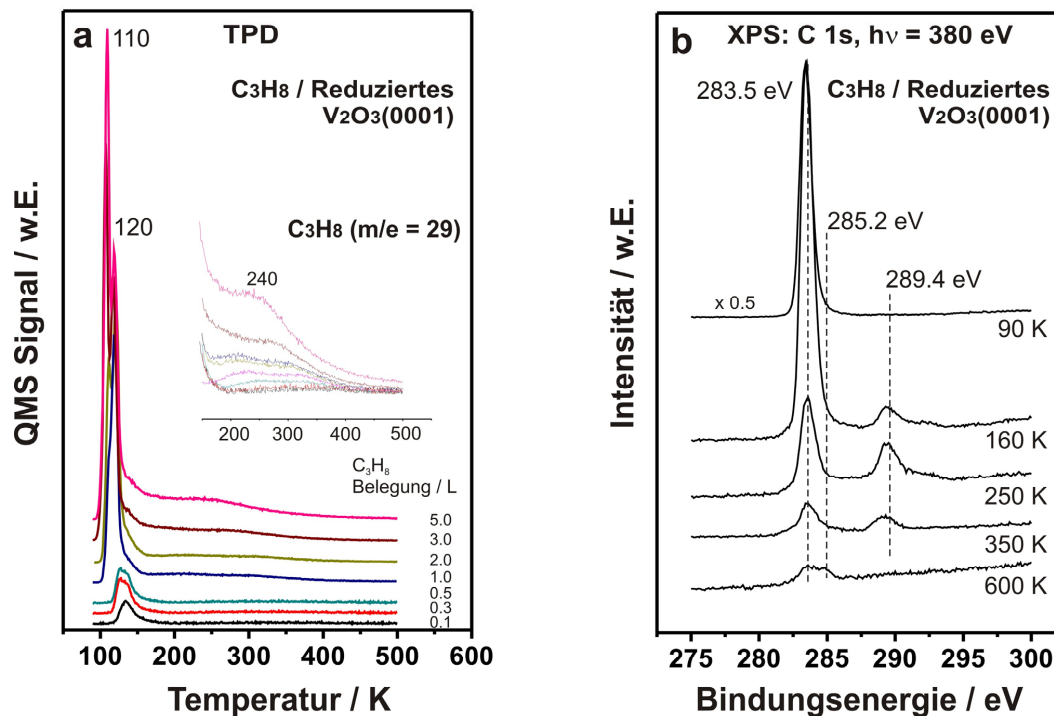 a
TPD
110
C3H8 / Reduziertes
V2O3(0001)
120
C3H8 (m/e = 29)
240
200 300 400 500
C3H8
Belegung / L
5.0
3.0
2.0
1.0
0.5
0.3
0.1
QMS Signal / w.E.
100 200 300 400 500 600
Temperatur / K
b
XPS: C 1s, hν = 380 eV
283.5 eV
C3H8 / Reduziertes
V2O3(0001)
285.2 eV
289.4 eV
x 0.5
90 K
160 K
250 K
350 K
600 K
Intensität / w.E.
275 280 285 290 295 300
Bindungsenergie / eV